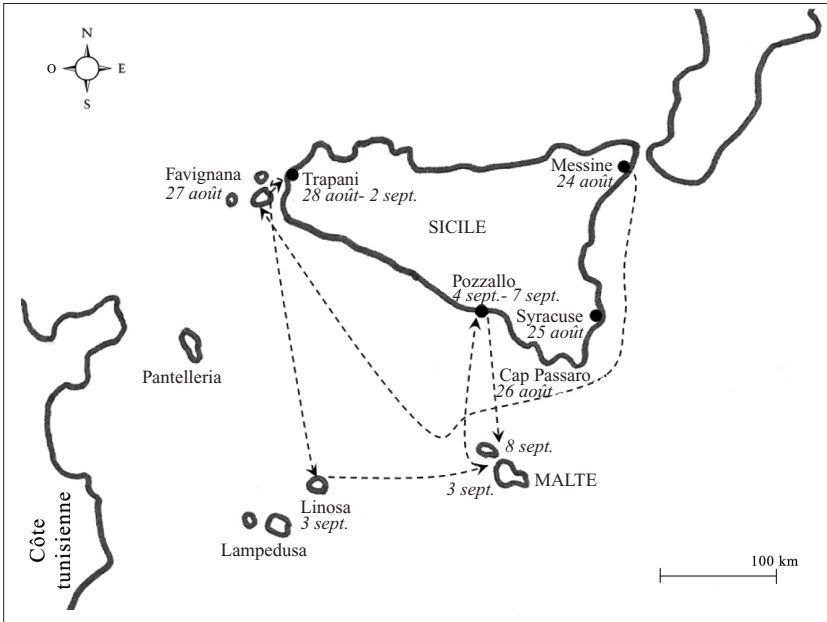 N
O E
S
Favignana
27 août
Trapani
28 août- 2 sept.
Messine
24 août
SICILE
Pozzallo
4 sept.- 7 sept.
Syracuse
25 août
Cap Passaro
26 août
Pantelleria
8 sept.
3 sept.
MALTE
Linosa
3 sept.
Lampedusa
Côte
tunisienne
100 km